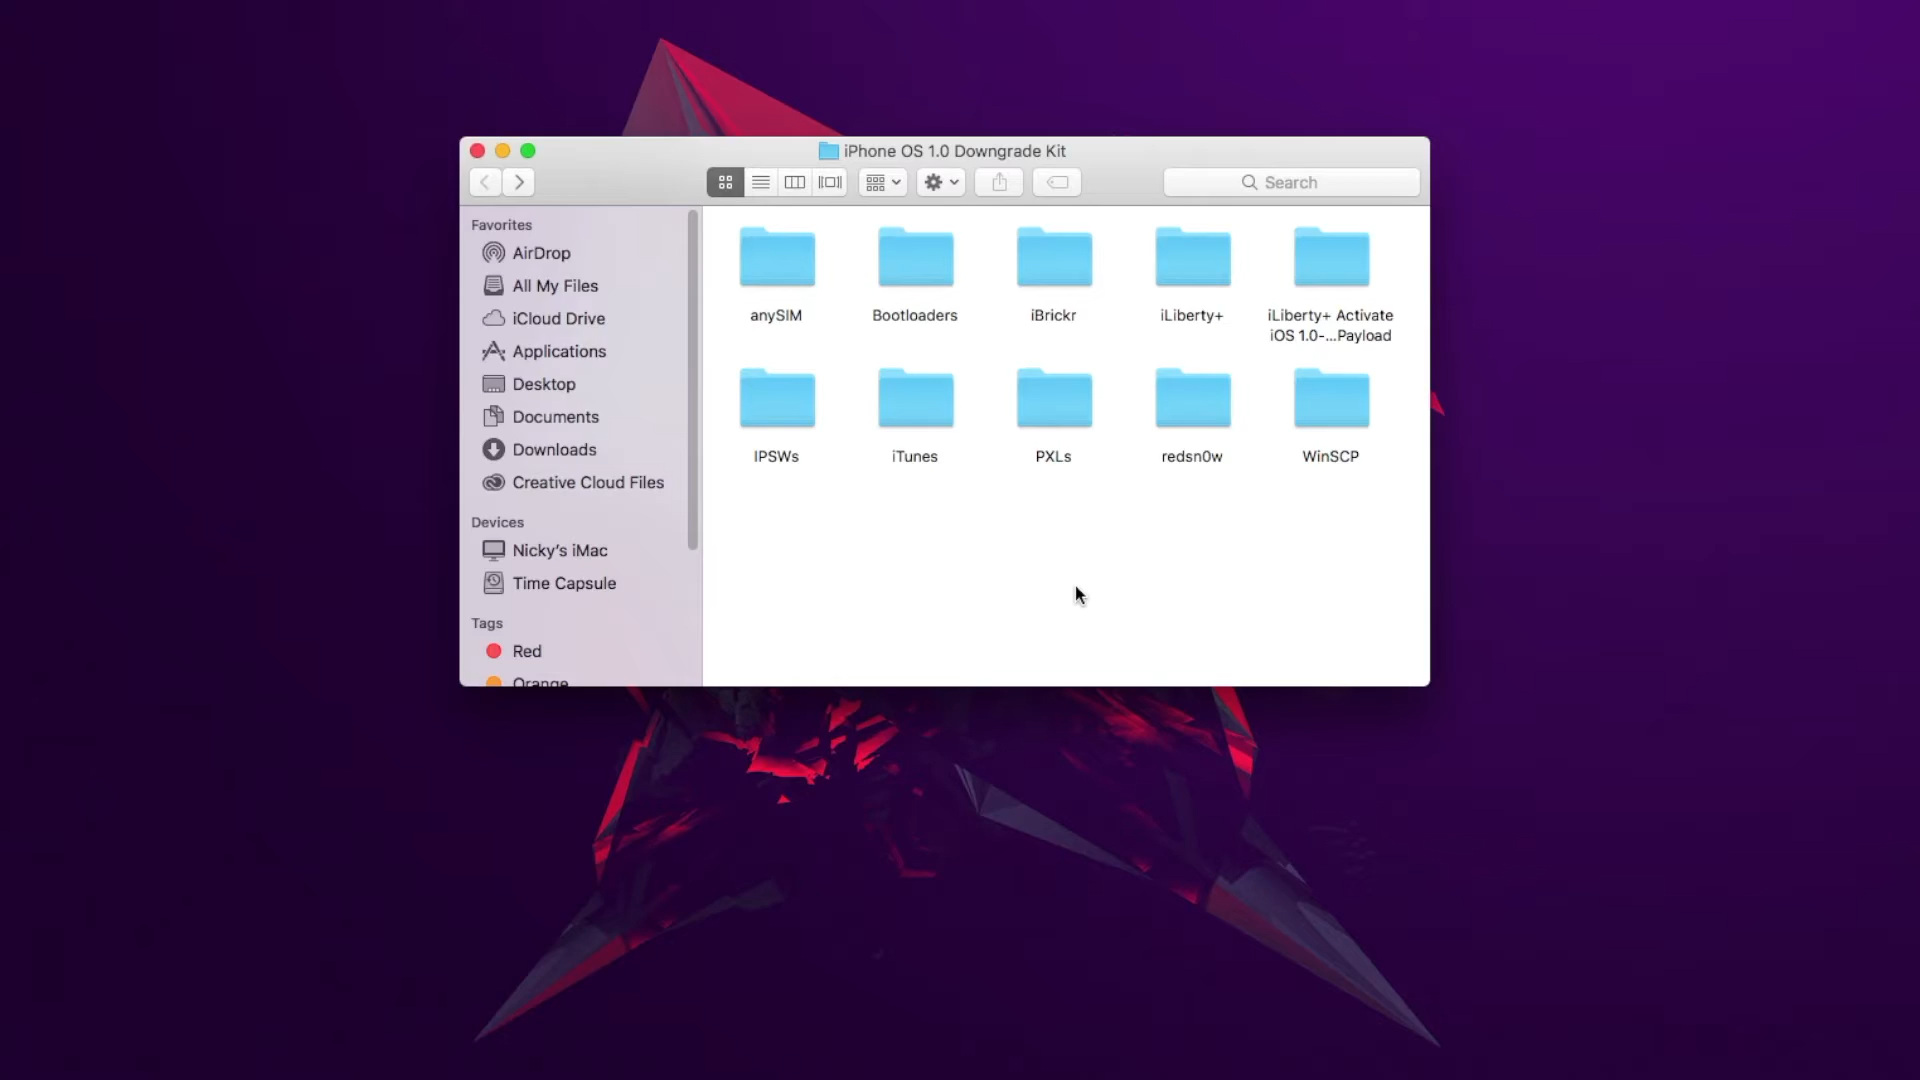 iPhone OS 1.0 Downgrade Kit
Search
Favorites
AirDrop
All My Files
iCloud Drive
Applications
Desktop
Documents
Downloads
Creative Cloud Files
Devices
Nicky's iMac
Time Capsule
Tags
Red
Orange
anySIM
Bootloaders
iBrickr
iLiberty+
iLiberty+ Activate
iOS 1.0-...Payload
IPSWs
iTunes
PXLs
redsn0w
WinSCP